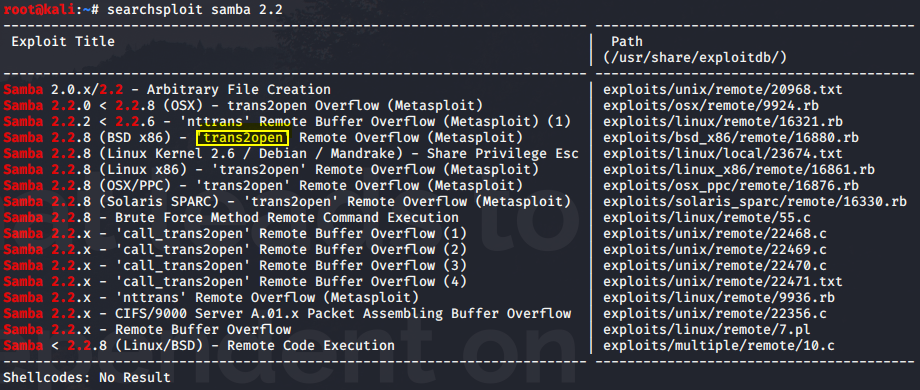 root@kali:~# searchsploit samba 2.2
Exploit Title | Path
| (/usr/share/exploitdb/)
Samba 2.0.x/2.2 - Arbitrary File Creation | exploits/unix/remote/20968.txt
Samba 2.2.0 < 2.2.8 (OSX) - trans2open Overflow (Metasploit) | exploits/osx/remote/9924.rb
Samba 2.2.2 < 2.2.6 - 'nttrans' Remote Buffer Overflow (Metasploit) (1) | exploits/linux/remote/16321.rb
Samba 2.2.8 (BSD x86) - 'trans2open' Remote Overflow (Metasploit) | exploits/bsd_x86/remote/16880.rb
Samba 2.2.8 (Linux Kernel 2.6 / Debian / Mandrake) - Share Privilege Esc | exploits/linux/local/23674.txt
Samba 2.2.8 (Linux x86) - 'trans2open' Remote Overflow (Metasploit) | exploits/linux_x86/remote/16861.rb
Samba 2.2.8 (OSX/PPC) - 'trans2open' Remote Overflow (Metasploit) | exploits/osx_ppc/remote/16876.rb
Samba 2.2.8 (Solaris SPARC) - 'trans2open' Remote Overflow (Metasploit) | exploits/solaris_sparc/remote/16330.rb
Samba 2.2.8 - Brute Force Method Remote Command Execution | exploits/linux/remote/55.c
Samba 2.2.x - 'call_trans2open' Remote Buffer Overflow (1) | exploits/unix/remote/22468.c
Samba 2.2.x - 'call_trans2open' Remote Buffer Overflow (2) | exploits/unix/remote/22469.c
Samba 2.2.x - 'call_trans2open' Remote Buffer Overflow (3) | exploits/unix/remote/22470.c
Samba 2.2.x - 'call_trans2open' Remote Buffer Overflow (4) | exploits/unix/remote/22471.txt
Samba 2.2.x - 'nttrans' Remote Overflow (Metasploit) | exploits/linux/remote/9936.rb
Samba 2.2.x - CIFS/9000 Server A.01.x Packet Assembling Buffer Overflow | exploits/unix/remote/22356.c
Samba 2.2.x - Remote Buffer Overflow | exploits/linux/remote/7.pl
Samba < 2.2.8 (Linux/BSD) - Remote Code Execution | exploits/multiple/remote/10.c
Shellcodes: No Result